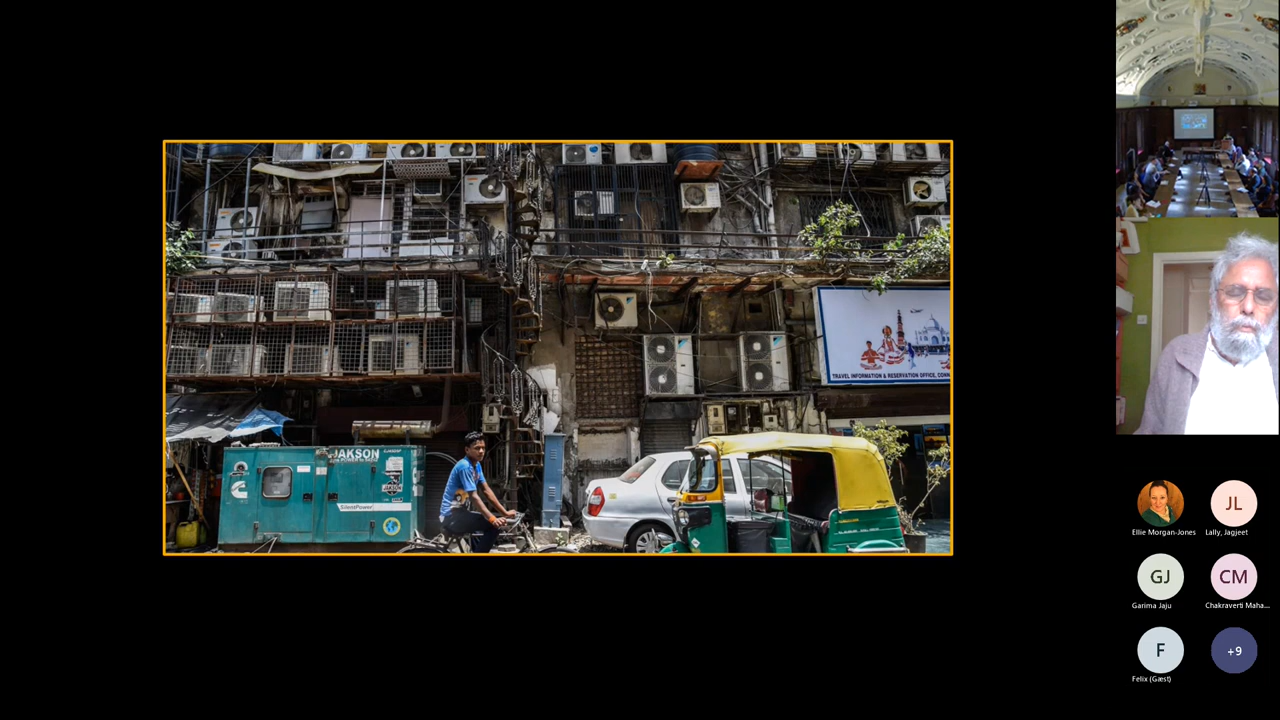 JAKSON
SilentPower
TRAVEL INFORMATION & RESERVATION OFFICE, CONN
JL
Ellie Morgan-Jones
Lally, Jagjeet
GJ
CM
Garima Jaju
Chakraverti Maha...
F
+9
Felix (Gæst)